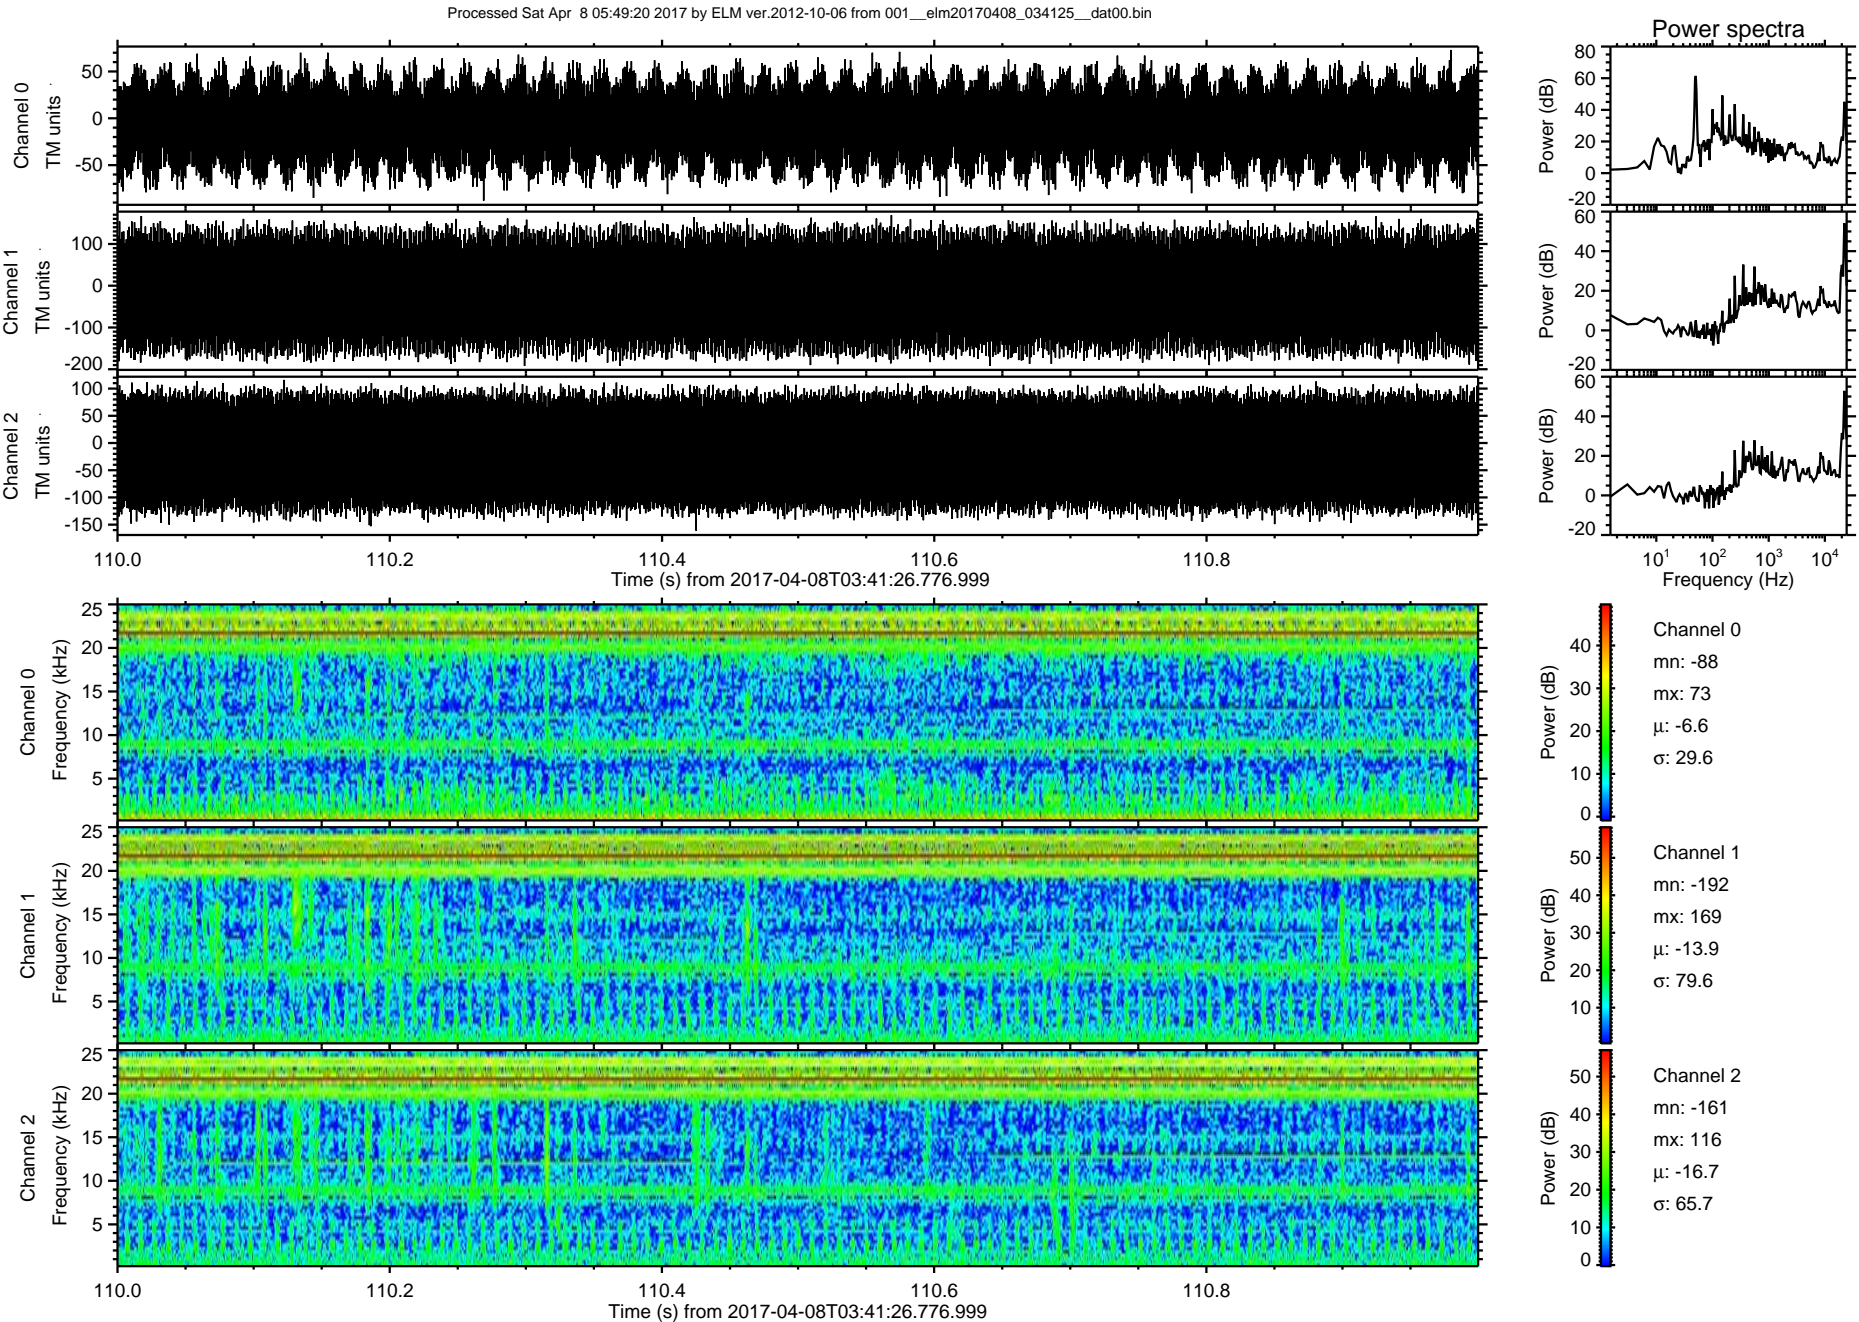 Processed Sat Apr  8 05:49:20 2017 by ELM ver.2012-10-06 from 001__elm20170408_034125__dat00.bin
Power spectra
Channel 0
TM units
50
0
-50
Power (dB)
80
60
40
20
0
-20
Channel 1
TM units
100
0
-100
-200
Power (dB)
60
40
20
0
-20
Channel 2
TM units
100
50
0
-50
-100
-150
Power (dB)
60
40
20
0
-20
110.0 110.2 110.4 110.6 110.8
Time (s) from 2017-04-08T03:41:26.776.999
10¹ 10² 10³ 10⁴
Frequency (Hz)
Channel 0
Frequency (kHz)
25
20
15
10
5
Power (dB)
40
30
20
10
0
Channel 0
mn: -88
mx: 73
µ: -6.6
σ: 29.6
Channel 1
Frequency (kHz)
25
20
15
10
5
Power (dB)
50
40
30
20
10
Channel 1
mn: -192
mx: 169
µ: -13.9
σ: 79.6
Channel 2
Frequency (kHz)
25
20
15
10
5
Power (dB)
50
40
30
20
10
0
Channel 2
mn: -161
mx: 116
µ: -16.7
σ: 65.7
110.0 110.2 110.4 110.6 110.8
Time (s) from 2017-04-08T03:41:26.776.999